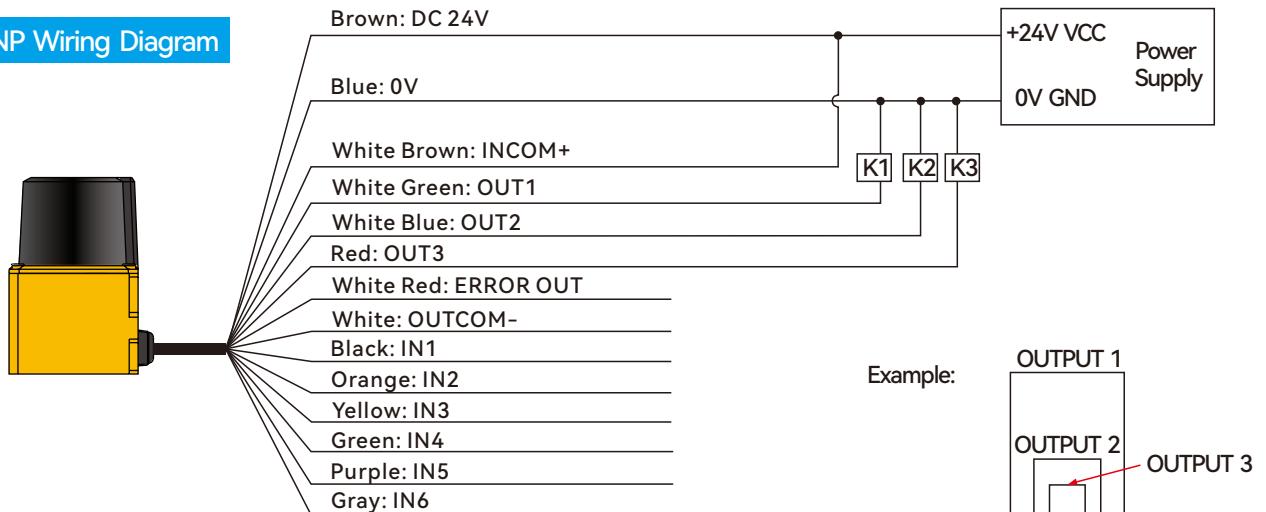 NP Wiring Diagram
Brown: DC 24V
+24V VCC
Power
Supply
Blue: 0V
0V GND
White Brown: INCOM+
K1 K2 K3
White Green: OUT1
White Blue: OUT2
Red: OUT3
White Red: ERROR OUT
White: OUTCOM-
Black: IN1
Orange: IN2
Yellow: IN3
Green: IN4
Purple: IN5
Gray: IN6
Example:
OUTPUT 1
OUTPUT 2
OUTPUT 3